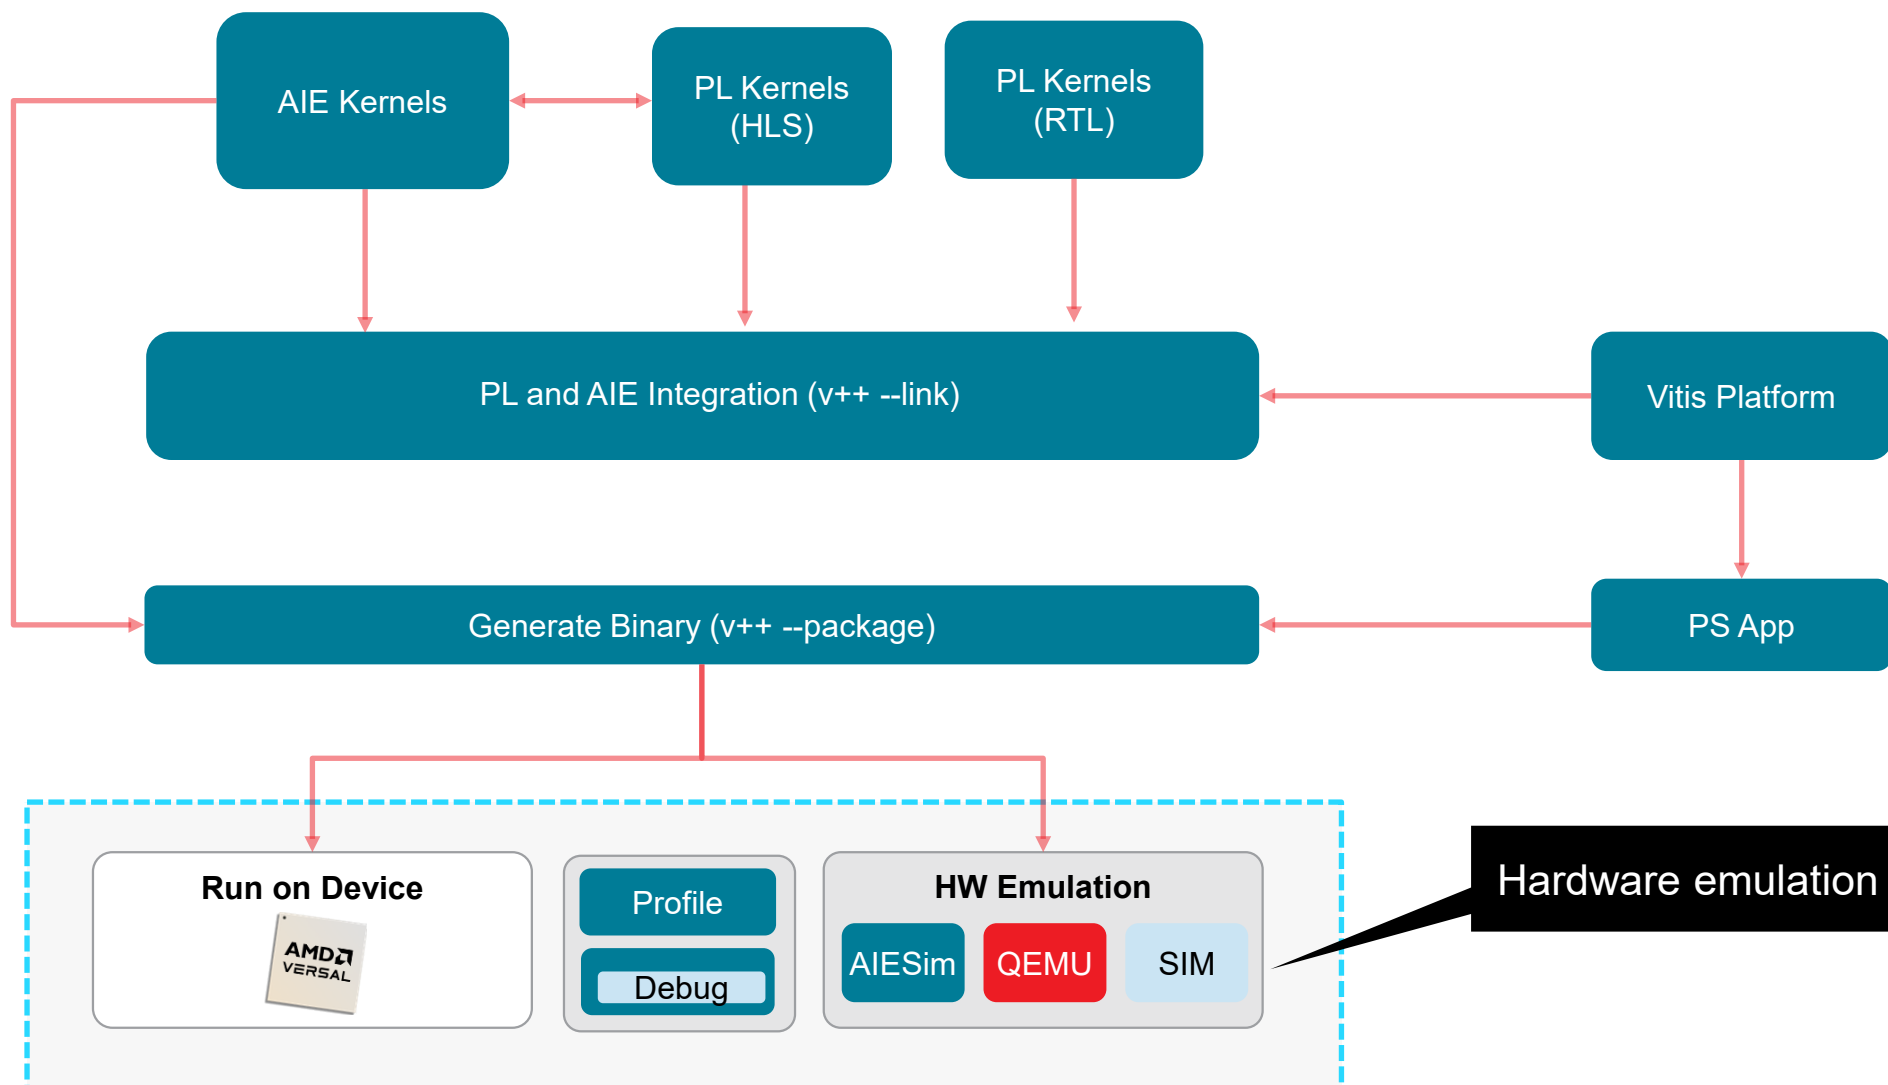 AIE Kernels
PL Kernels
(HLS)
PL Kernels
(RTL)
PL and AIE Integration (v++ --link)
Vitis Platform
Generate Binary (v++ --package)
PS App
Run on Device
AMD
VERSAL
Profile
Debug
HW Emulation
AIESim
QEMU
SIM
Hardware emulation